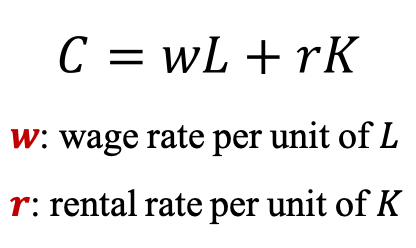 C = wL + rK
w: wage rate per unit of L
r: rental rate per unit of K